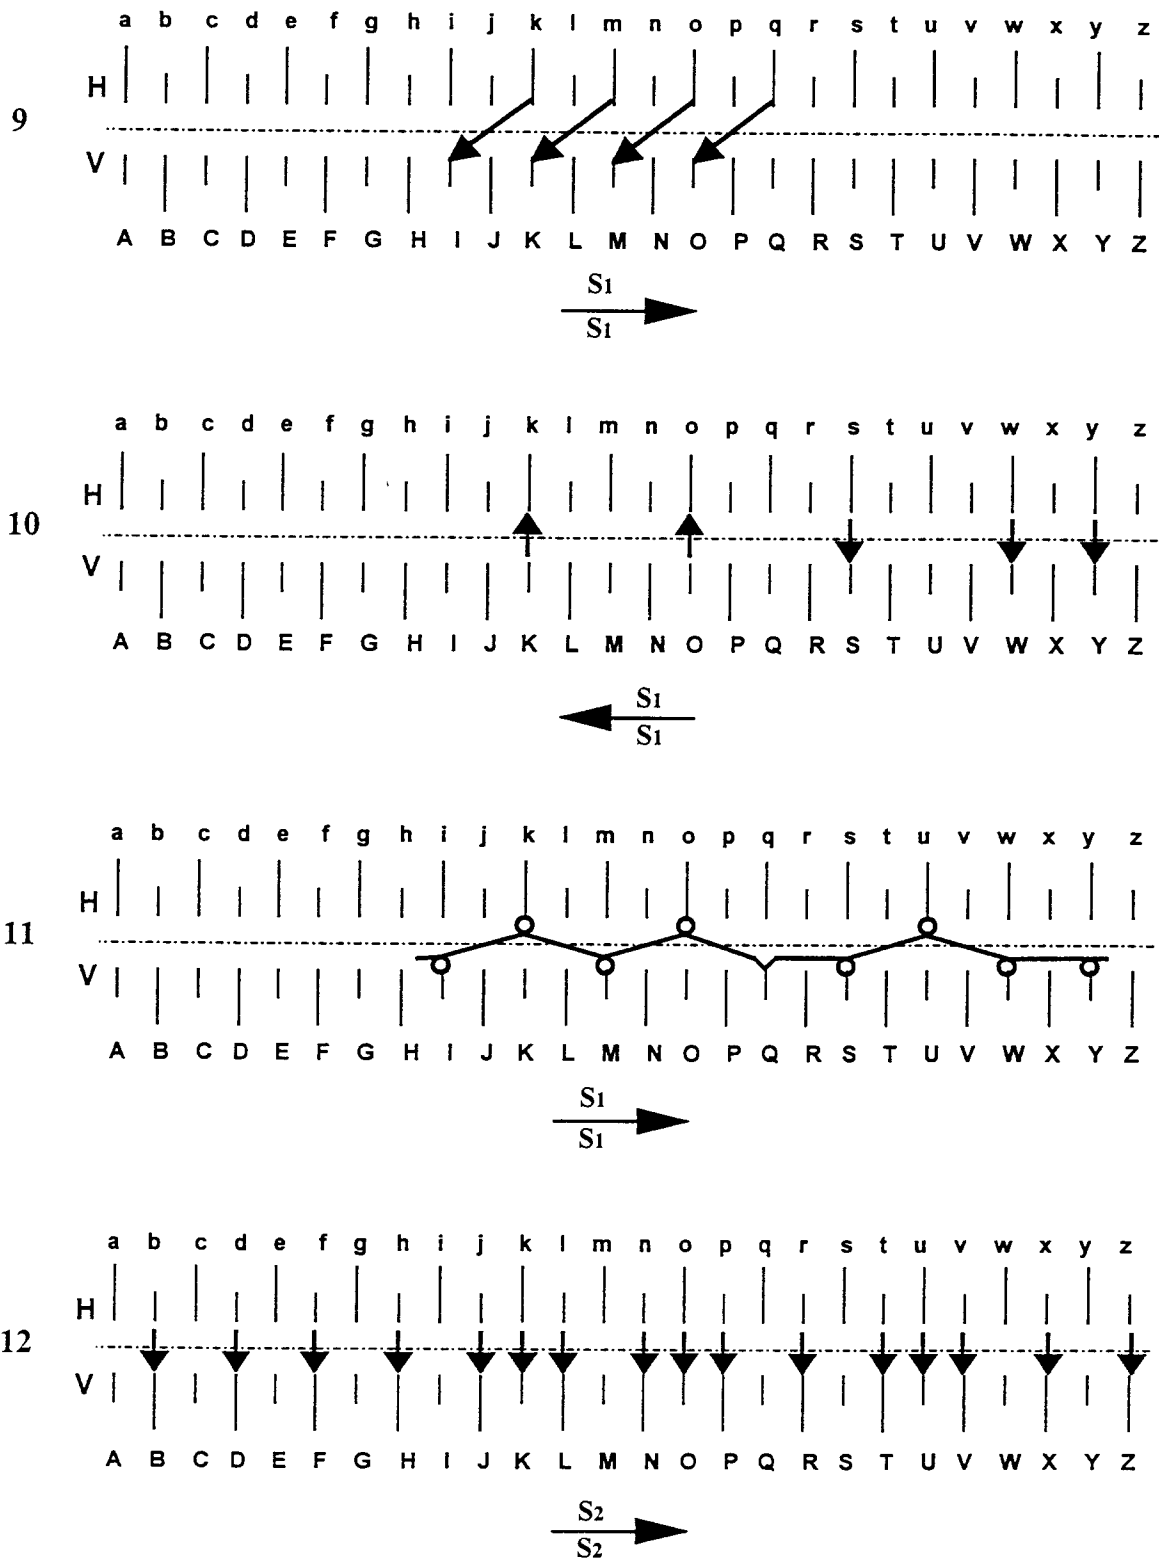 a b c d e f g h i j k l m n o p q r s t u v w x y z
H
9
V
A B C D E F G H I J K L M N O P Q R S T U V W X Y Z
S1
S1
a b c d e f g h i j k l m n o p q r s t u v w x y z
H
10
V
A B C D E F G H I J K L M N O P Q R S T U V W X Y Z
S1
S1
a b c d e f g h i j k l m n o p q r s t u v w x y z
H
11
V
A B C D E F G H I J K L M N O P Q R S T U V W X Y Z
S1
S1
a b c d e f g h i j k l m n o p q r s t u v w x y z
H
12
V
A B C D E F G H I J K L M N O P Q R S T U V W X Y Z
S2
S2